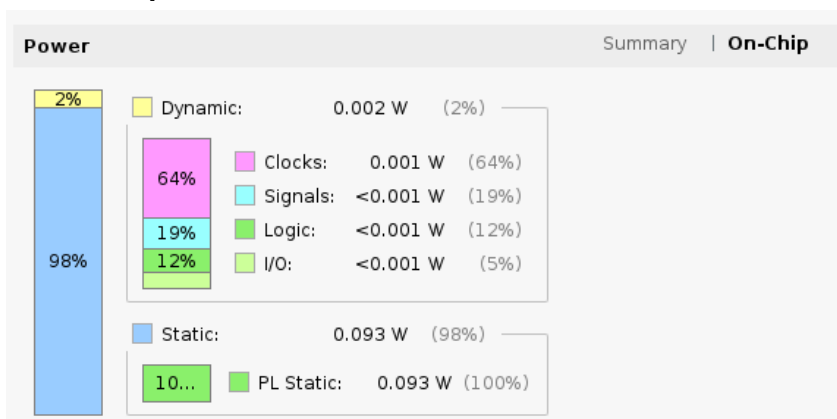 Power Summary | On-Chip
2% Dynamic: 0.002 W (2%)
64% Clocks: 0.001 W (64%)
Signals: <0.001 W (19%)
19% Logic: <0.001 W (12%)
98% 12% I/O: <0.001 W (5%)
Static: 0.093 W (98%)
10... PL Static: 0.093 W (100%)